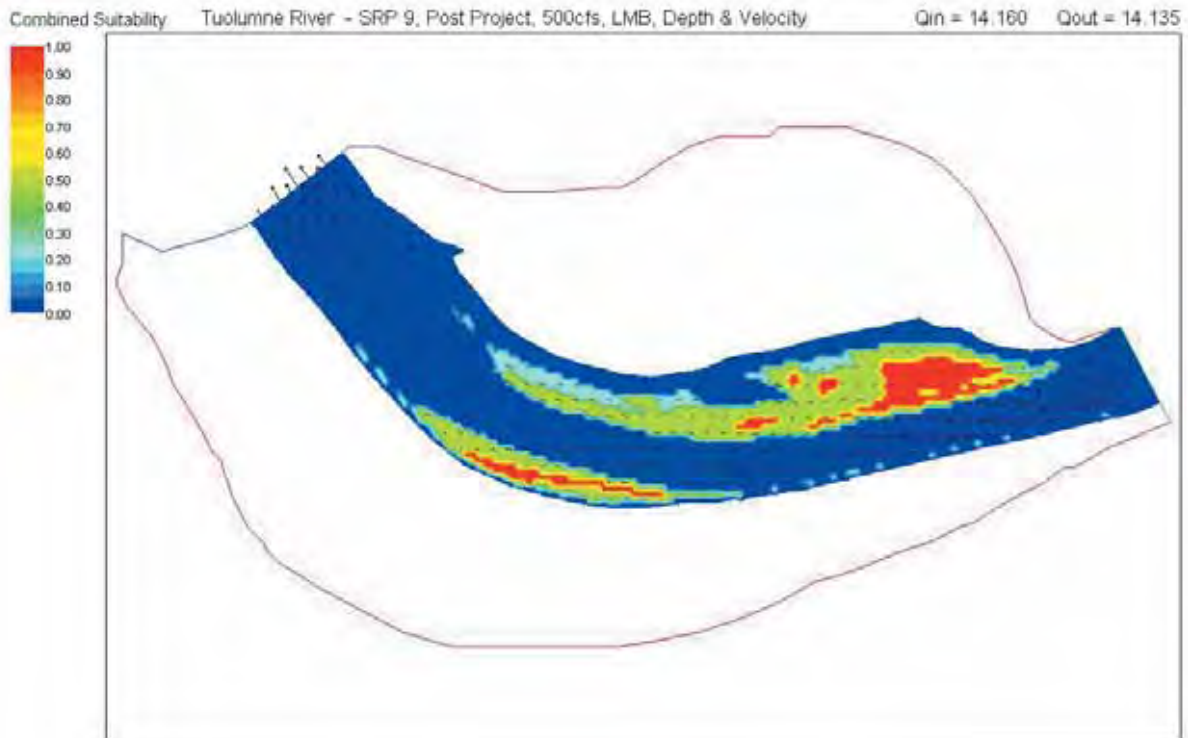 Combined Suitability
Tuolumne River - SRP 9, Post Project, 500cfs, LMB, Depth & Velocity
Qin = 14.160
Qout = 14.135
1.00
0.90
0.80
0.70
0.60
0.50
0.40
0.30
0.20
0.10
0.00